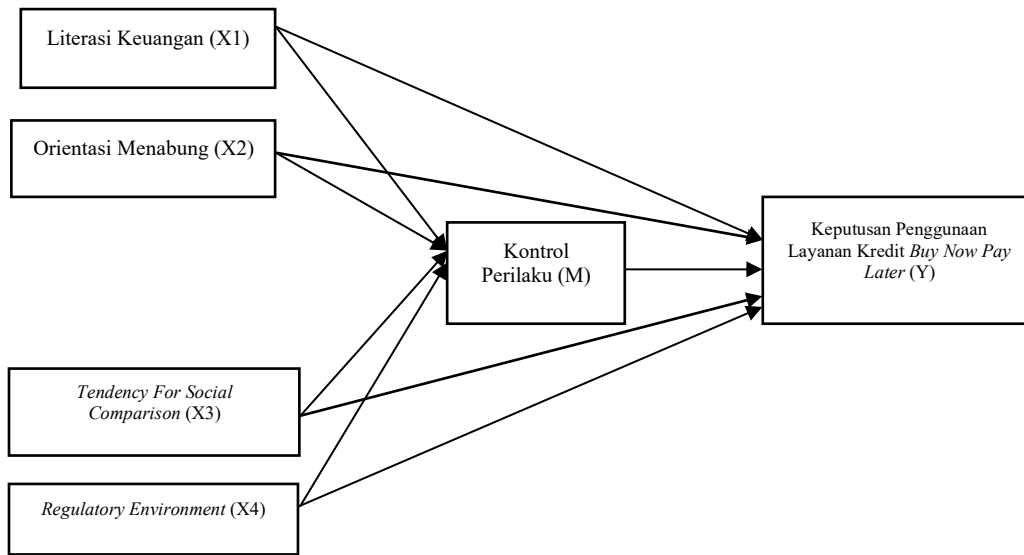 Literasi Keuangan (X1)
Orientasi Menabung (X2)
Kontrol
Perilaku (M)
Keputusan Penggunaan
Layanan Kredit Buy Now Pay
Later (Y)
Tendency For Social
Comparison (X3)
Regulatory Environment (X4)